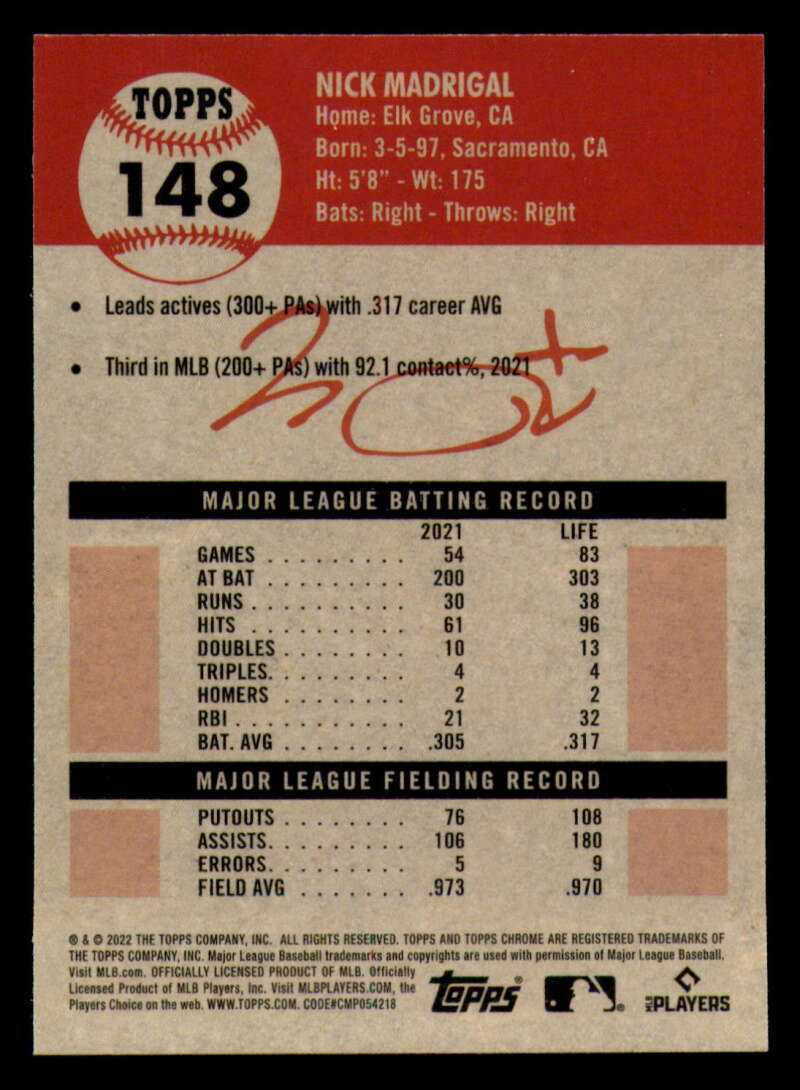 TOPPS
148
NICK MADRIGAL
Home: Elk Grove, CA
Born: 3-5-97, Sacramento, CA
Ht: 5'8" - Wt: 175
Bats: Right - Throws: Right
• Leads actives (300+ PAs) with .317 career AVG
• Third in MLB (200+ PAs) with 92.1 contact%, 2021
MAJOR LEAGUE BATTING RECORD
2021 LIFE
GAMES . . . . . . . . . 54 83
AT BAT . . . . . . . . . 200 303
RUNS . . . . . . . . . . 30 38
HITS . . . . . . . . . . 61 96
DOUBLES . . . . . . . . 10 13
TRIPLES. . . . . . . . . 4 4
HOMERS . . . . . . . . 2 2
RBI . . . . . . . . . . . 21 32
BAT. AVG . . . . . . . . .305 .317
MAJOR LEAGUE FIELDING RECORD
PUTOUTS . . . . . . . . 76 108
ASSISTS. . . . . . . . . 106 180
ERRORS. . . . . . . . . 5 9
FIELD AVG . . . . . . . .973 .970
® & © 2022 THE TOPPS COMPANY, INC. ALL RIGHTS RESERVED. TOPPS AND TOPPS CHROME ARE REGISTERED TRADEMARKS OF
THE TOPPS COMPANY, INC. Major League Baseball trademarks and copyrights are used with permission of Major League Baseball.
Visit MLB.com. OFFICIALLY LICENSED PRODUCT OF MLB. Officially
Licensed Product of MLB Players, Inc. Visit MLBPLAYERS.COM, the
Players Choice on the web. WWW.TOPPS.COM. CODE#CMP054218
TOPPS®
MLB PLAYERS